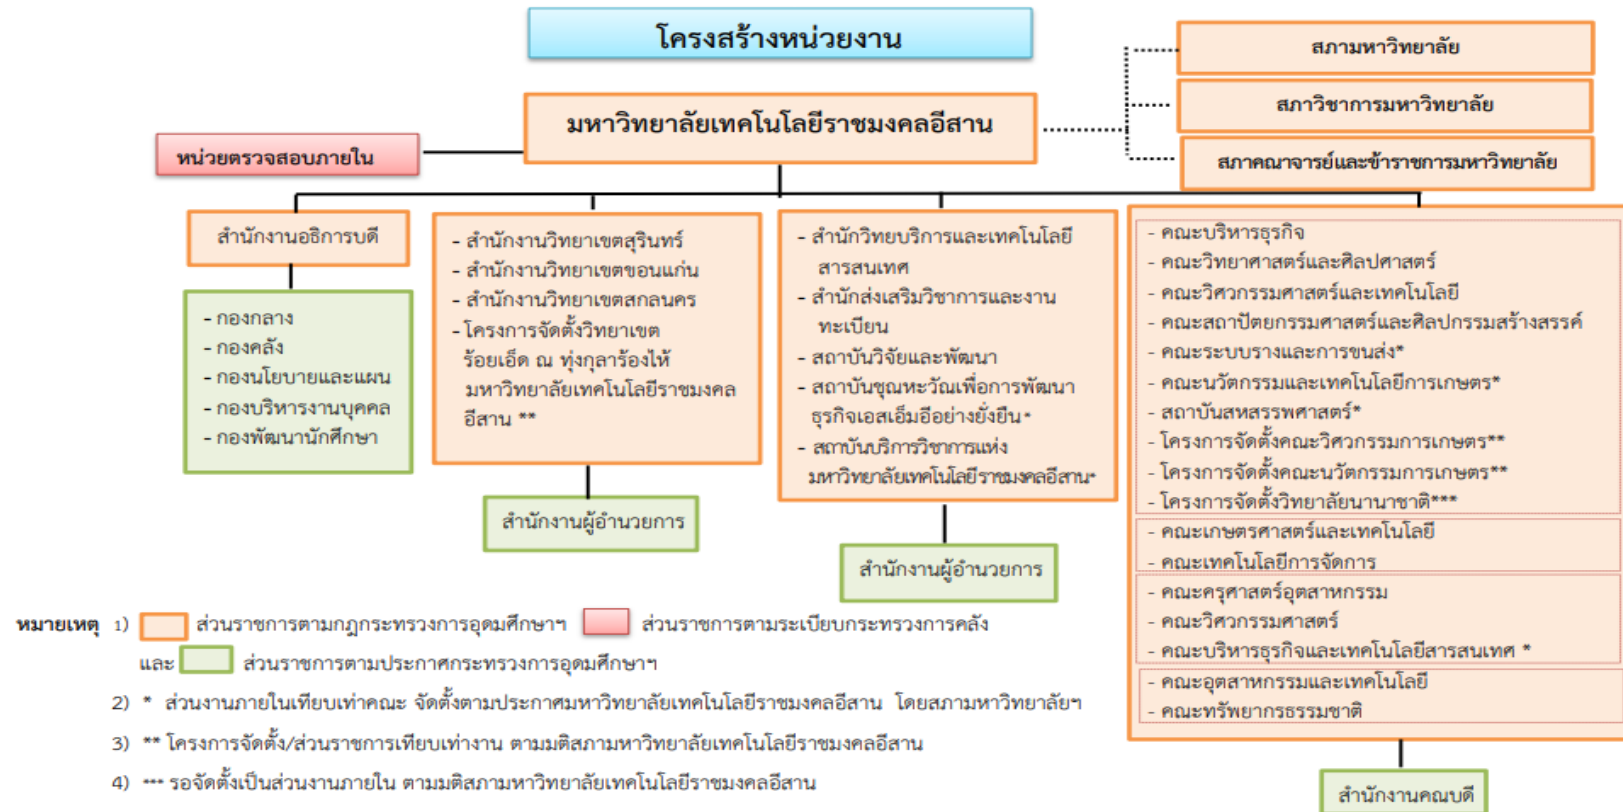 โครงสร้างหน่วยงาน
มหาวิทยาลัยเทคโนโลยีราชมงคลอีสาน
หน่วยตรวจสอบภายใน
สภามหาวิทยาลัย
สภาวิชาการมหาวิทยาลัย
สภาคณาจารย์และข้าราชการมหาวิทยาลัย
สำนักงานอธิการบดี
- กองกลาง
- กองคลัง
- กองนโยบายและแผน
- กองบริหารงานบุคคล
- กองพัฒนานักศึกษา
- สำนักงานวิทยาเขตสุรินทร์
- สำนักงานวิทยาเขตขอนแก่น
- สำนักงานวิทยาเขตสกลนคร
- โครงการจัดตั้งวิทยาเขต
ร้อยเอ็ด ณ ทุ่งกุลาร้องไห้
มหาวิทยาลัยเทคโนโลยีราชมงคล
อีสาน **
สำนักงานผู้อำนวยการ
- สำนักวิทยบริการและเทคโนโลยี
สารสนเทศ
- สำนักส่งเสริมวิชาการและงาน
ทะเบียน
- สถาบันวิจัยและพัฒนา
- สถาบันชุณหะวัณเพื่อการพัฒนา
ธุรกิจเอสเอ็มอีอย่างยั่งยืน*
- สถาบันบริการวิชาการแห่ง
มหาวิทยาลัยเทคโนโลยีราชมงคลอีสาน*
สำนักงานผู้อำนวยการ
- คณะบริหารธุรกิจ
- คณะวิทยาศาสตร์และศิลปศาสตร์
- คณะวิศวกรรมศาสตร์และเทคโนโลยี
- คณะสถาปัตยกรรมศาสตร์และศิลปกรรมสร้างสรรค์
- คณะระบบรางและการขนส่ง*
- คณะนวัตกรรมและเทคโนโลยีการเกษตร*
- สถาบันสหสรรพศาสตร์*
- โครงการจัดตั้งคณะวิศวกรรมการเกษตร**
- โครงการจัดตั้งคณะนวัตกรรมการเกษตร**
- โครงการจัดตั้งวิทยาลัยนานาชาติ***
- คณะเกษตรศาสตร์และเทคโนโลยี
- คณะเทคโนโลยีการจัดการ
- คณะครุศาสตร์อุตสาหกรรม
- คณะวิศวกรรมศาสตร์
- คณะบริหารธุรกิจและเทคโนโลยีสารสนเทศ *
- คณะอุตสาหกรรมและเทคโนโลยี
- คณะทรัพยากรธรรมชาติ
สำนักงานคณบดี
หมายเหตุ 1) ส่วนราชการตามกฎกระทรวงการอุดมศึกษาฯ ส่วนราชการตามระเบียบกระทรวงการคลัง
และ ส่วนราชการตามประกาศกระทรวงการอุดมศึกษาฯ
2) * ส่วนงานภายในเทียบเท่าคณะ จัดตั้งตามประกาศมหาวิทยาลัยเทคโนโลยีราชมงคลอีสาน โดยสภามหาวิทยาลัยฯ
3) ** โครงการจัดตั้ง/ส่วนราชการเทียบเท่างาน ตามมติสภามหาวิทยาลัยเทคโนโลยีราชมงคลอีสาน
4) *** รอจัดตั้งเป็นส่วนงานภายใน ตามมติสภามหาวิทยาลัยเทคโนโลยีราชมงคลอีสาน